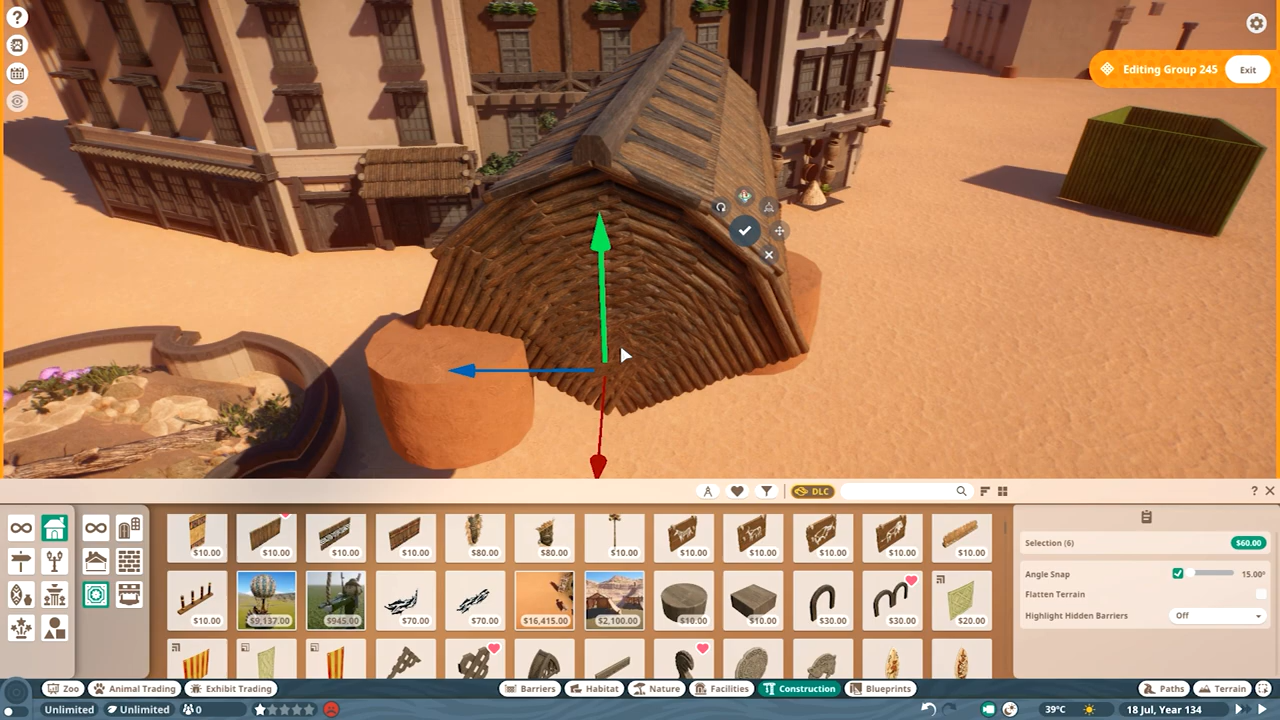 ?
Editing Group 245 Exit
DLC
? ✕
$10.00 $10.00 $10.00 $10.00 $80.00 $80.00 $10.00 $10.00 $10.00 $10.00 $10.00 $10.00
Selection (6) $60.00
Angle Snap 15.00°
Flatten Terrain
Highlight Hidden Barriers Off
$10.00 $9,137.00 $945.00 $70.00 $70.00 $16,415.00 $2,100.00 $10.00 $10.00 $30.00 $30.00 $20.00
Zoo Animal Trading Exhibit Trading Barriers Habitat Nature Facilities Construction Blueprints Paths Terrain
Unlimited Unlimited 0 39°C 18 Jul, Year 134